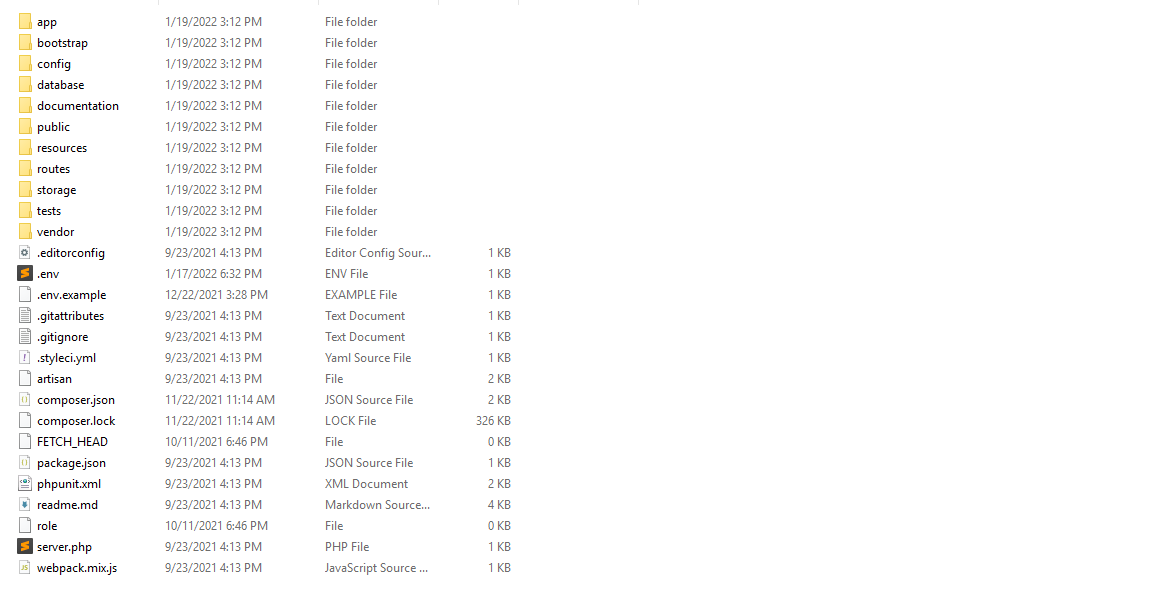 app 1/19/2022 3:12 PM File folder
bootstrap 1/19/2022 3:12 PM File folder
config 1/19/2022 3:12 PM File folder
database 1/19/2022 3:12 PM File folder
documentation 1/19/2022 3:12 PM File folder
public 1/19/2022 3:12 PM File folder
resources 1/19/2022 3:12 PM File folder
routes 1/19/2022 3:12 PM File folder
storage 1/19/2022 3:12 PM File folder
tests 1/19/2022 3:12 PM File folder
vendor 1/19/2022 3:12 PM File folder
.editorconfig 9/23/2021 4:13 PM Editor Config Sour... 1 KB
.env 1/17/2022 6:32 PM ENV File 1 KB
.env.example 12/22/2021 3:28 PM EXAMPLE File 1 KB
.gitattributes 9/23/2021 4:13 PM Text Document 1 KB
.gitignore 9/23/2021 4:13 PM Text Document 1 KB
.styleci.yml 9/23/2021 4:13 PM Yaml Source File 1 KB
artisan 9/23/2021 4:13 PM File 2 KB
composer.json 11/22/2021 11:14 AM JSON Source File 2 KB
composer.lock 11/22/2021 11:14 AM LOCK File 326 KB
FETCH_HEAD 10/11/2021 6:46 PM File 0 KB
package.json 9/23/2021 4:13 PM JSON Source File 1 KB
phpunit.xml 9/23/2021 4:13 PM XML Document 2 KB
readme.md 9/23/2021 4:13 PM Markdown Source... 4 KB
role 10/11/2021 6:46 PM File 0 KB
server.php 9/23/2021 4:13 PM PHP File 1 KB
webpack.mix.js 9/23/2021 4:13 PM JavaScript Source ... 1 KB